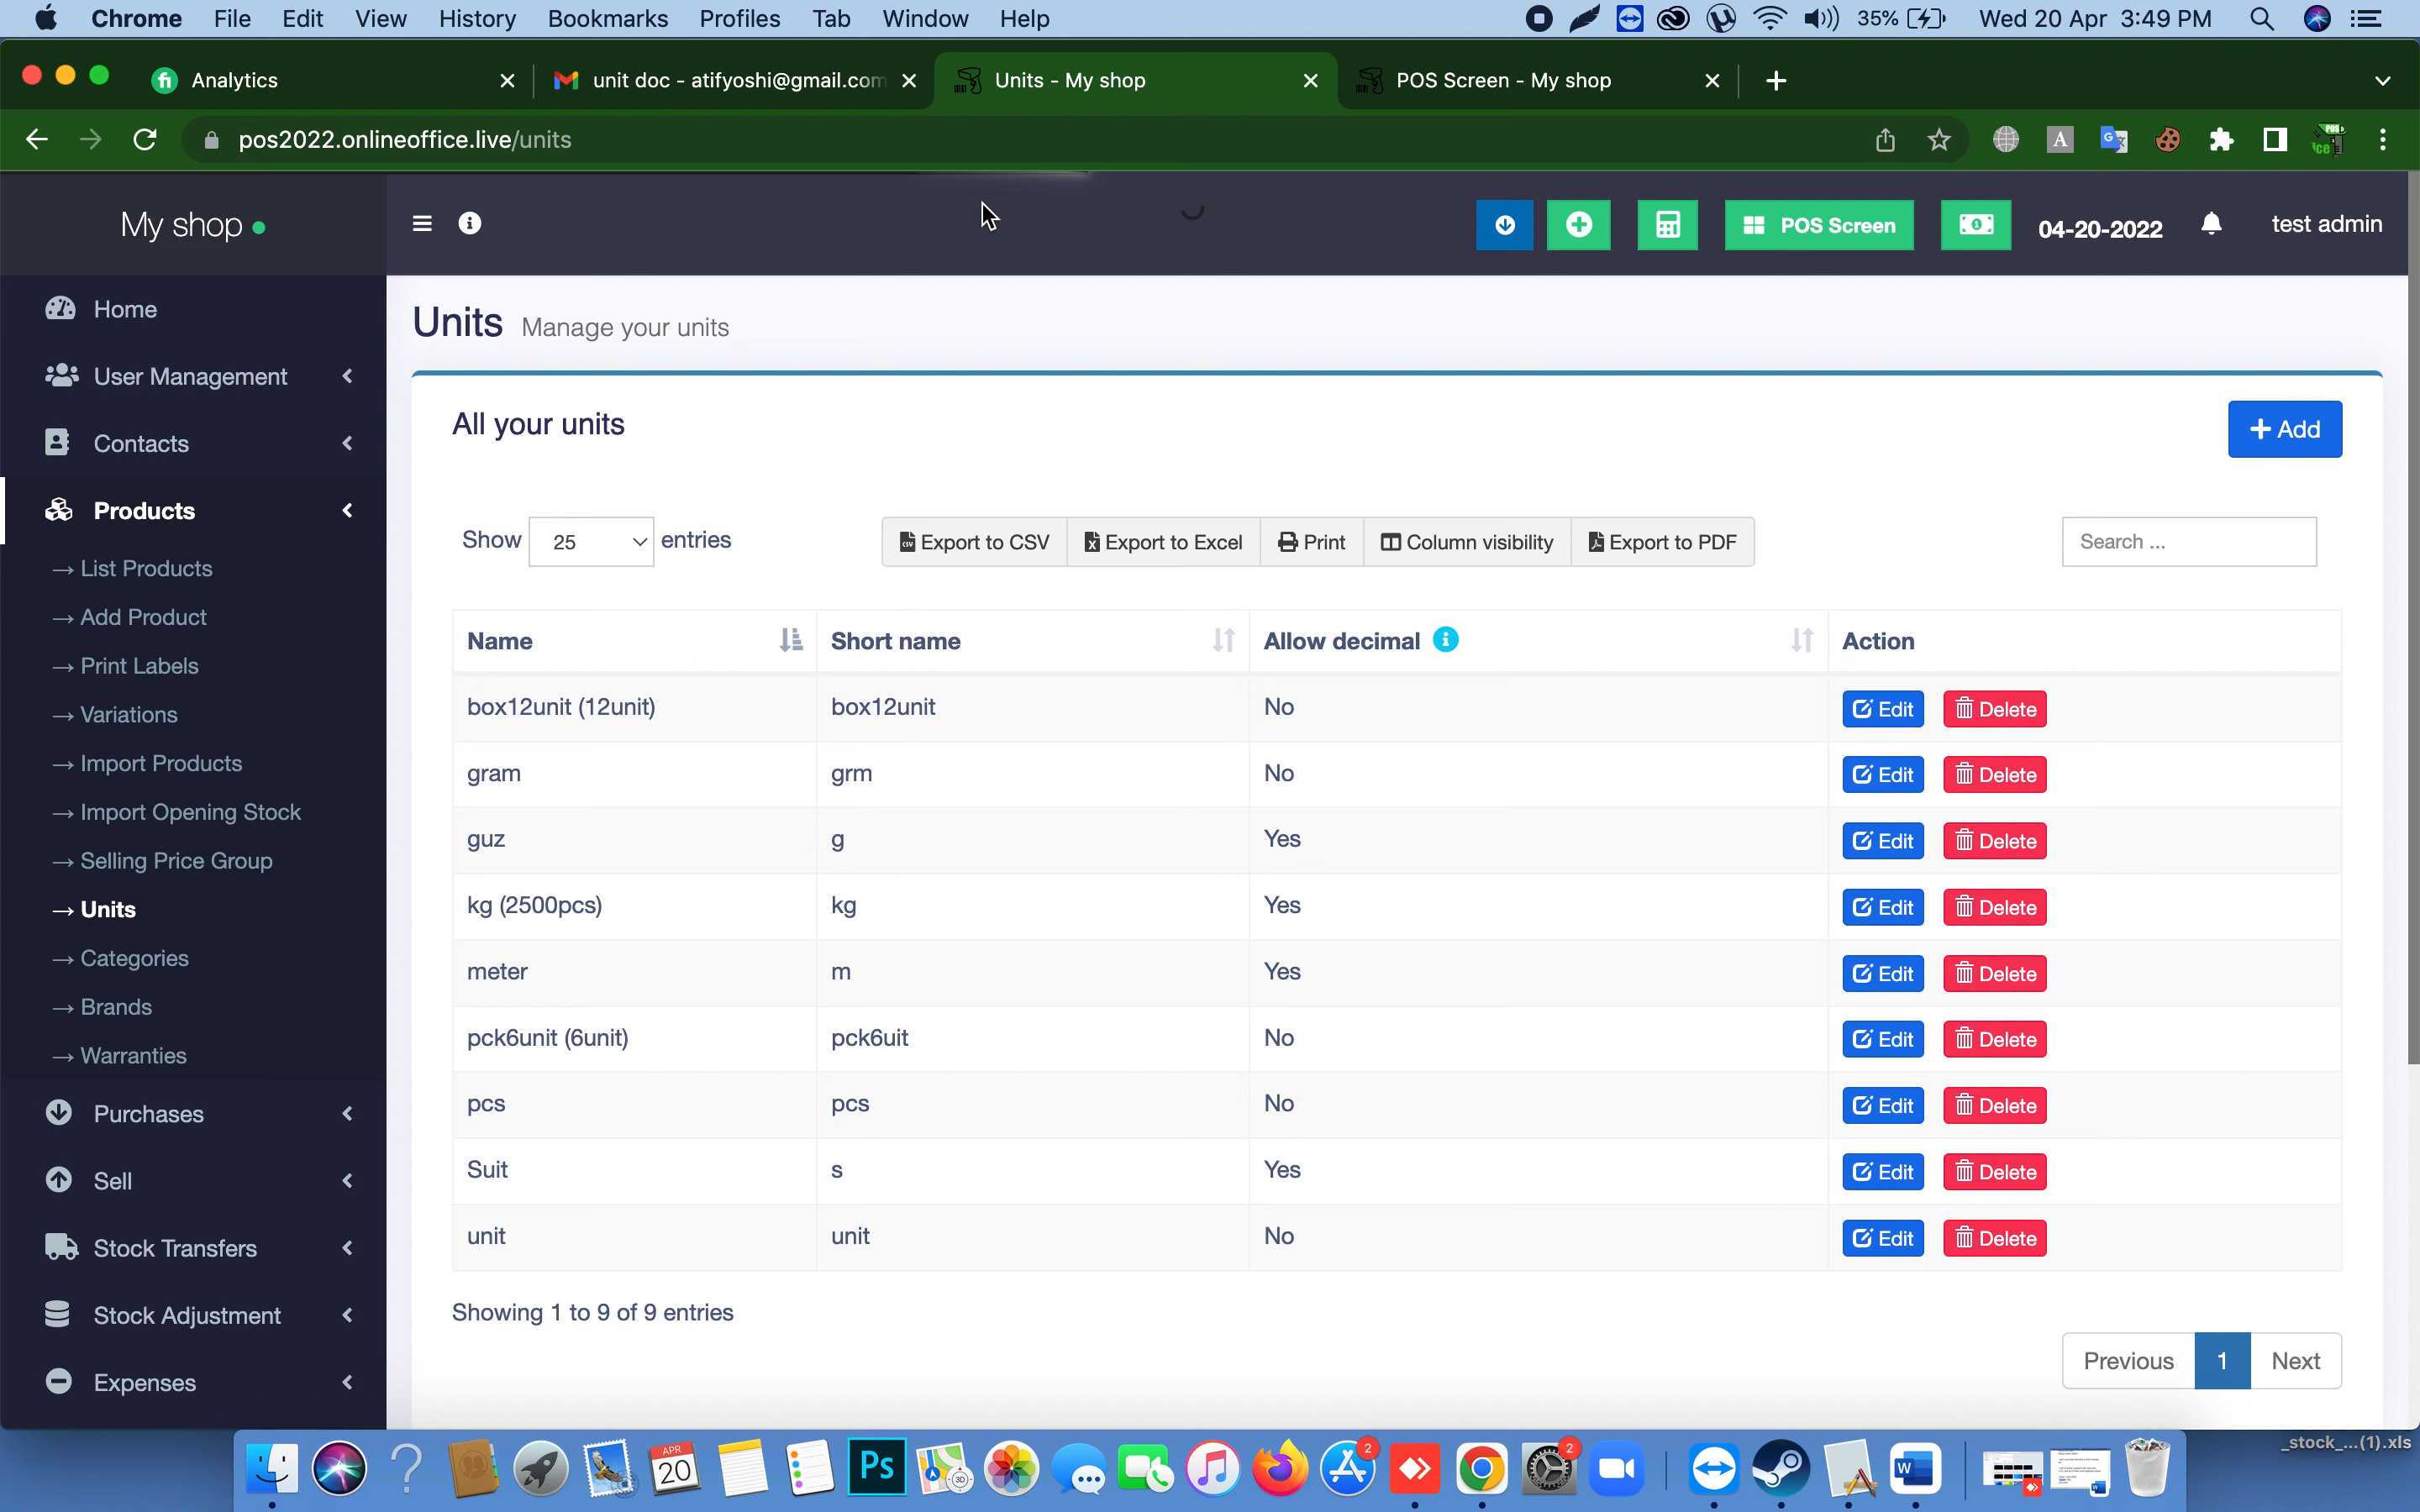 Chrome File Edit View History Bookmarks Profiles Tab Window Help 35% Wed 20 Apr 3:49 PM
Analytics unit doc - atifyoshi@gmail.com Units - My shop POS Screen - My shop
pos2022.onlineoffice.live/units
My shop POS Screen 04-20-2022 test admin
Home
User Management
Contacts
Products
→ List Products
→ Add Product
→ Print Labels
→ Variations
→ Import Products
→ Import Opening Stock
→ Selling Price Group
→ Units
→ Categories
→ Brands
→ Warranties
Purchases
Sell
Stock Transfers
Stock Adjustment
Expenses
Units Manage your units
All your units
+ Add
Show 25 entries Export to CSV Export to Excel Print Column visibility Export to PDF Search ...
Name Short name Allow decimal Action
box12unit (12unit) box12unit No Edit Delete
gram grm No Edit Delete
guz g Yes Edit Delete
kg (2500pcs) kg Yes Edit Delete
meter m Yes Edit Delete
pck6unit (6unit) pck6uit No Edit Delete
pcs pcs No Edit Delete
Suit s Yes Edit Delete
unit unit No Edit Delete
Showing 1 to 9 of 9 entries
Previous 1 Next
_stock_...(1).xls
APR
20
Ps
3D
2
2
W